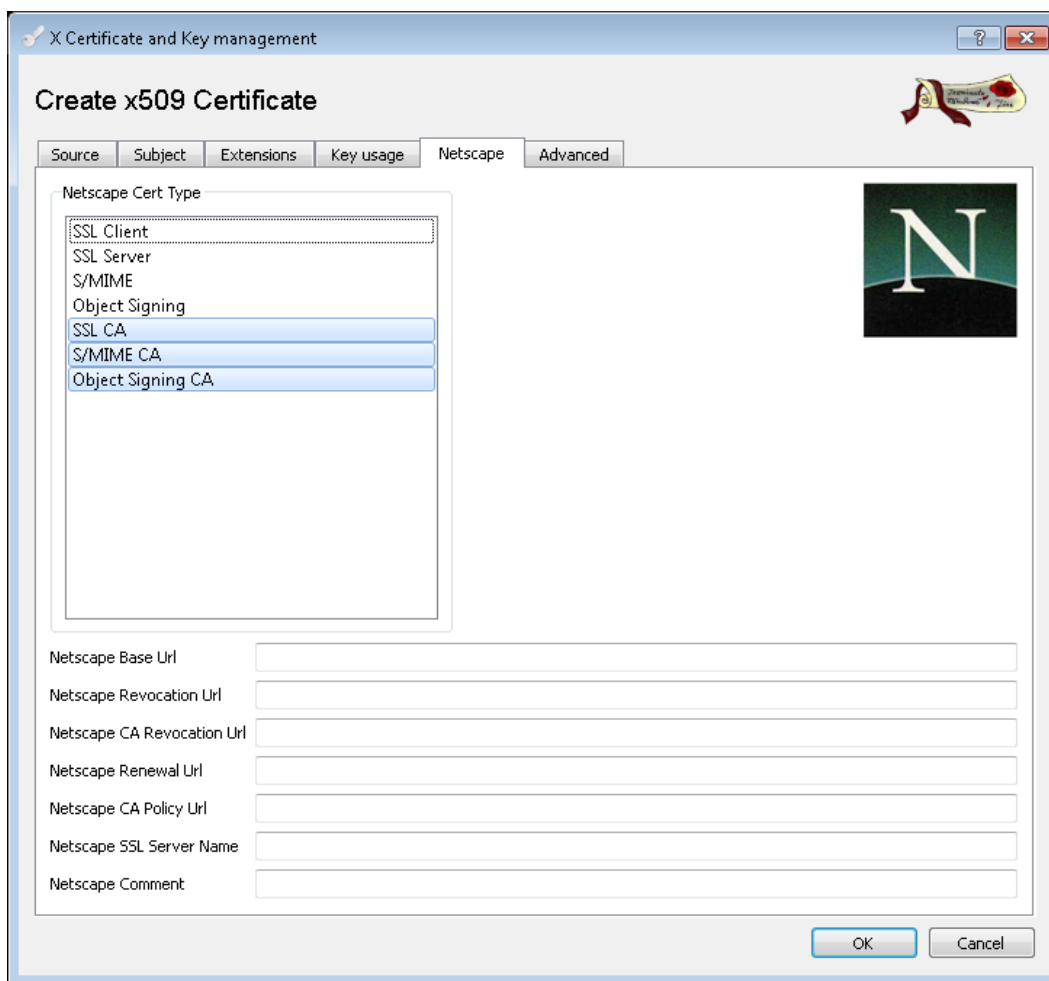 X Certificate and Key management
Create x509 Certificate
Source Subject Extensions Key usage Netscape Advanced
Netscape Cert Type
SSL Client
SSL Server
S/MIME
Object Signing
SSL CA
S/MIME CA
Object Signing CA
N
Netscape Base Url
Netscape Revocation Url
Netscape CA Revocation Url
Netscape Renewal Url
Netscape CA Policy Url
Netscape SSL Server Name
Netscape Comment
OK Cancel